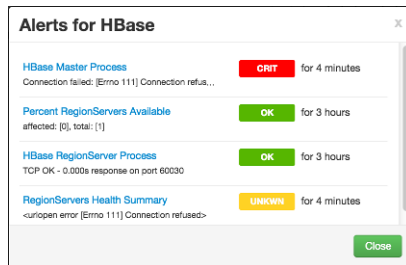 Alerts for HBase
x
HBase Master Process CRIT for 4 minutes
Connection failed: [Errno 111] Connection refus...
Percent RegionServers Available OK for 3 hours
affected: [0], total: [1]
HBase RegionServer Process OK for 3 hours
TCP OK - 0.000s response on port 60030
RegionServers Health Summary UNKWN for 4 minutes
<urlopen error [Errno 111] Connection refused>
Close